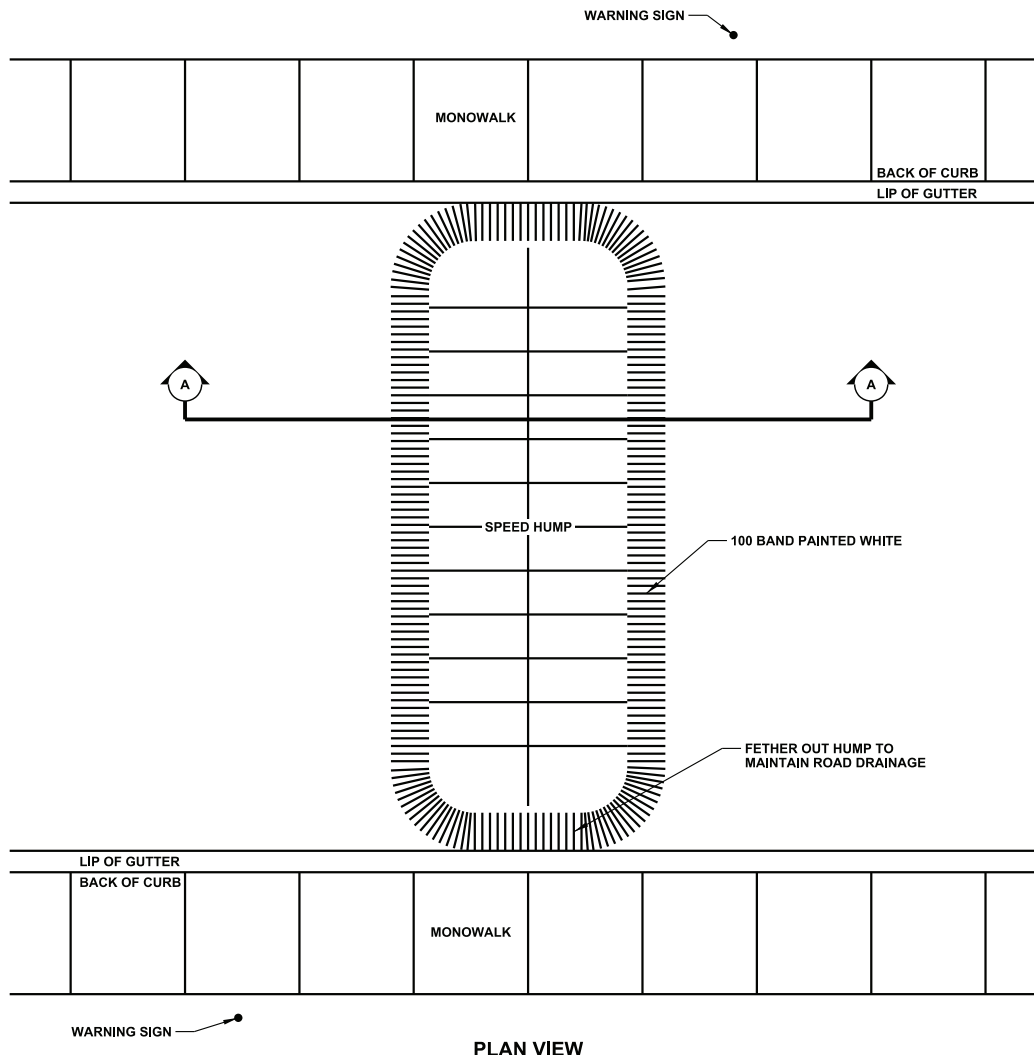 WARNING SIGN
MONOWALK
BACK OF CURB
LIP OF GUTTER
A
A
SPEED HUMP
100 BAND PAINTED WHITE
FETHER OUT HUMP TO
MAINTAIN ROAD DRAINAGE
LIP OF GUTTER
BACK OF CURB
MONOWALK
WARNING SIGN
PLAN VIEW